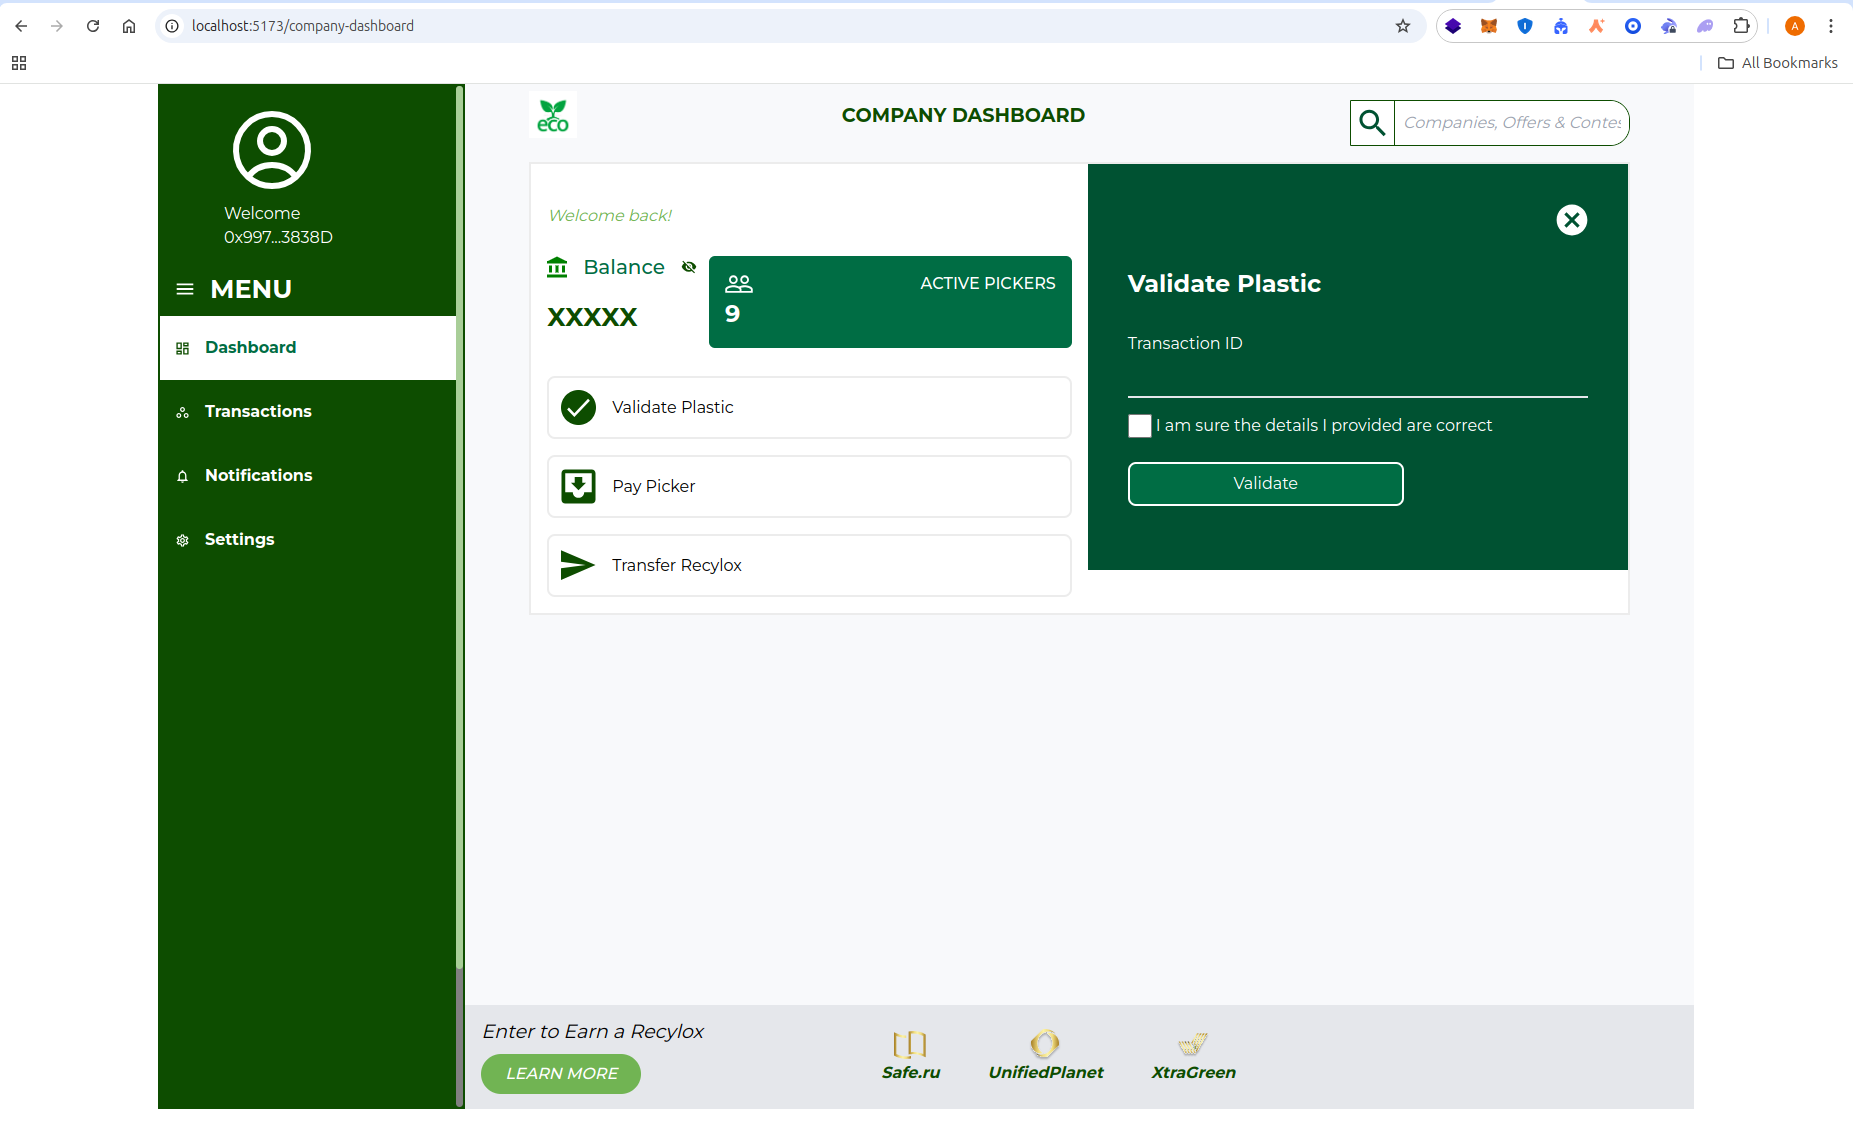 localhost:5173/company-dashboard
A
All Bookmarks
Welcome
0x997...3838D
MENU
Dashboard
Transactions
Notifications
Settings
eco
COMPANY DASHBOARD
Companies, Offers & Contes
Welcome back!
Balance
XXXXX
ACTIVE PICKERS
9
Validate Plastic
Pay Picker
Transfer Recylox
Validate Plastic
Transaction ID
I am sure the details I provided are correct
Validate
Enter to Earn a Recylox
LEARN MORE
Safe.ru
UnifiedPlanet
XtraGreen